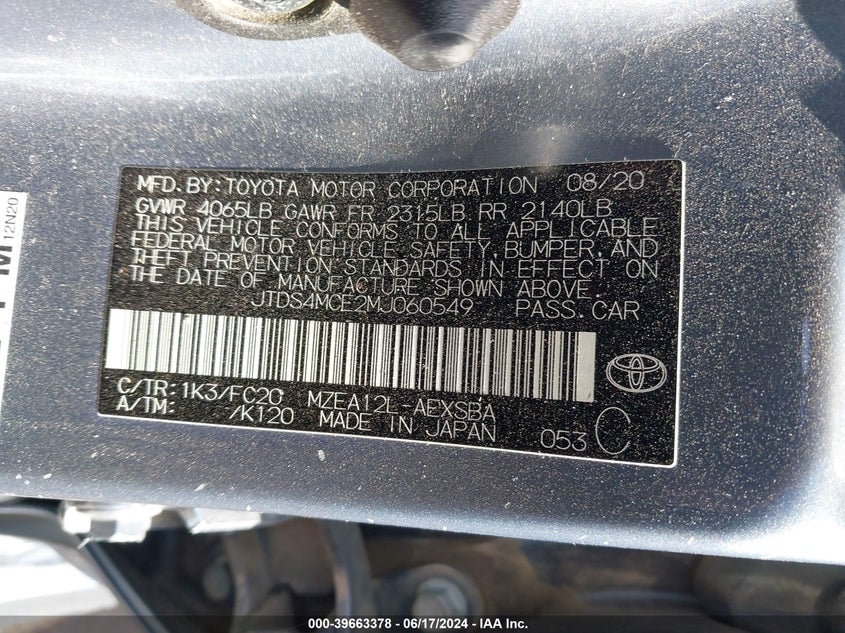 MFD. BY: TOYOTA MOTOR CORPORATION 08/20
GVWR 4065LB GAWR FR 2315LB RR 2140LB
THIS VEHICLE CONFORMS TO ALL APPLICABLE
FEDERAL MOTOR VEHICLE SAFETY, BUMPER, AND
THEFT PREVENTION STANDARDS IN EFFECT ON
THE DATE OF MANUFACTURE SHOWN ABOVE.
JTDS4MCE2MJ060549 PASS. CAR
C/TR: 1K3/FC20 MZEA12L-AEXSBA
A/TM: /K120 MADE IN JAPAN 053 C
12N20
000-39663378 - 06/17/2024 - IAAI.com